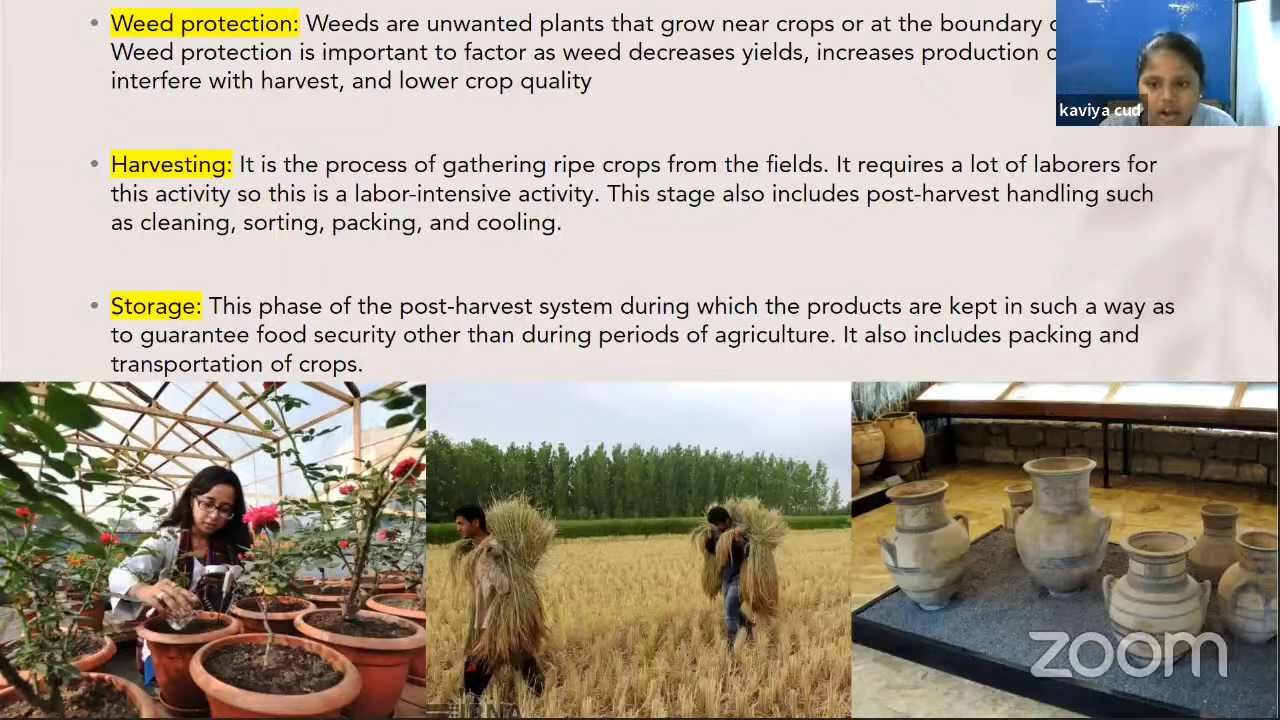 • Weed protection: Weeds are unwanted plants that grow near crops or at the boundary
Weed protection is important to factor as weed decreases yields, increases production
interfere with harvest, and lower crop quality
• Harvesting: It is the process of gathering ripe crops from the fields. It requires a lot of laborers for
this activity so this is a labor-intensive activity. This stage also includes post-harvest handling such
as cleaning, sorting, packing, and cooling.
• Storage: This phase of the post-harvest system during which the products are kept in such a way as
to guarantee food security other than during periods of agriculture. It also includes packing and
transportation of crops.
kaviya cud
zoom